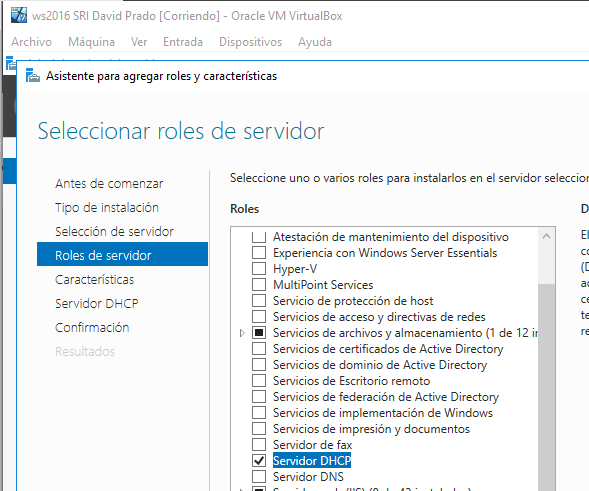 ws2016 SRI David Prado [Corriendo] - Oracle VM VirtualBox
Archivo Máquina Ver Entrada Dispositivos Ayuda
Asistente para agregar roles y características
Seleccionar roles de servidor
Antes de comenzar
Tipo de instalación
Selección de servidor
Roles de servidor
Características
Servidor DHCP
Confirmación
Resultados
Seleccione uno o varios roles para instalarlos en el servidor seleccion
Roles
Atestación de mantenimiento del dispositivo
Experiencia con Windows Server Essentials
Hyper-V
MultiPoint Services
Servicio de protección de host
Servicios de acceso y directivas de redes
Servicios de archivos y almacenamiento (1 de 12 in
Servicios de certificados de Active Directory
Servicios de dominio de Active Directory
Servicios de Escritorio remoto
Servicios de federación de Active Directory
Servicios de implementación de Windows
Servicios de impresión y documentos
Servidor de fax
Servidor DHCP
Servidor DNS
D
El
co
(D
ac
ce
te
re